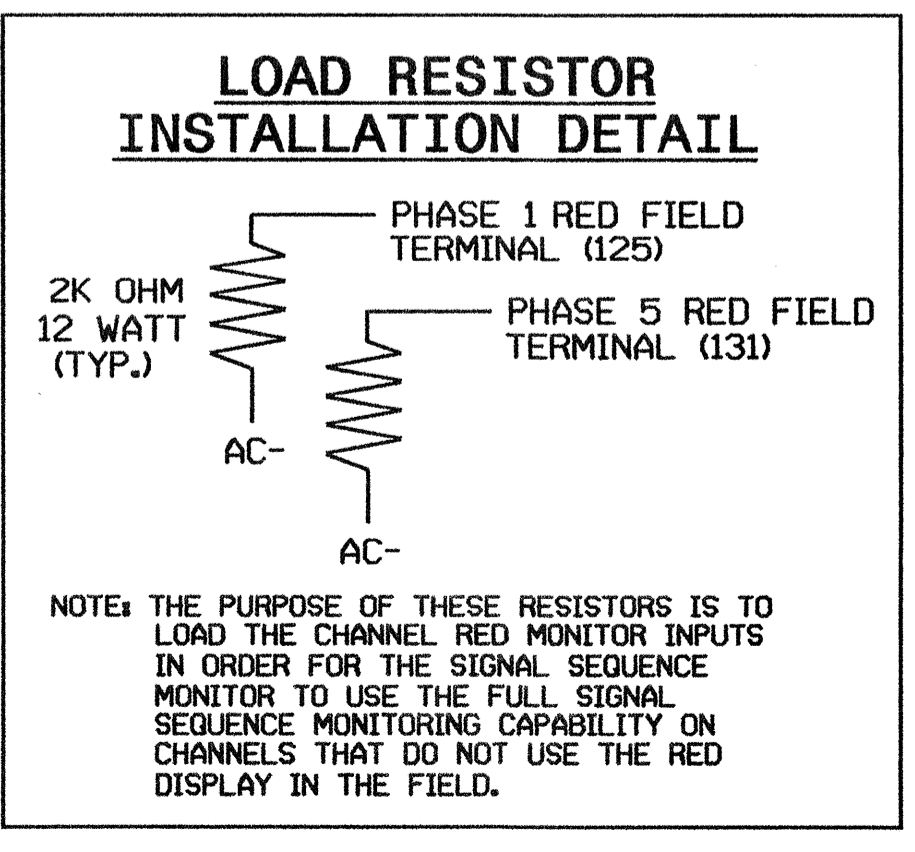 LOAD RESISTOR
INSTALLATION DETAIL
PHASE 1 RED FIELD
TERMINAL (125)
2K OHM
12 WATT
(TYP.)
PHASE 5 RED FIELD
TERMINAL (131)
AC-
AC-
NOTE: THE PURPOSE OF THESE RESISTORS IS TO
LOAD THE CHANNEL RED MONITOR INPUTS
IN ORDER FOR THE SIGNAL SEQUENCE
MONITOR TO USE THE FULL SIGNAL
SEQUENCE MONITORING CAPABILITY ON
CHANNELS THAT DO NOT USE THE RED
DISPLAY IN THE FIELD.